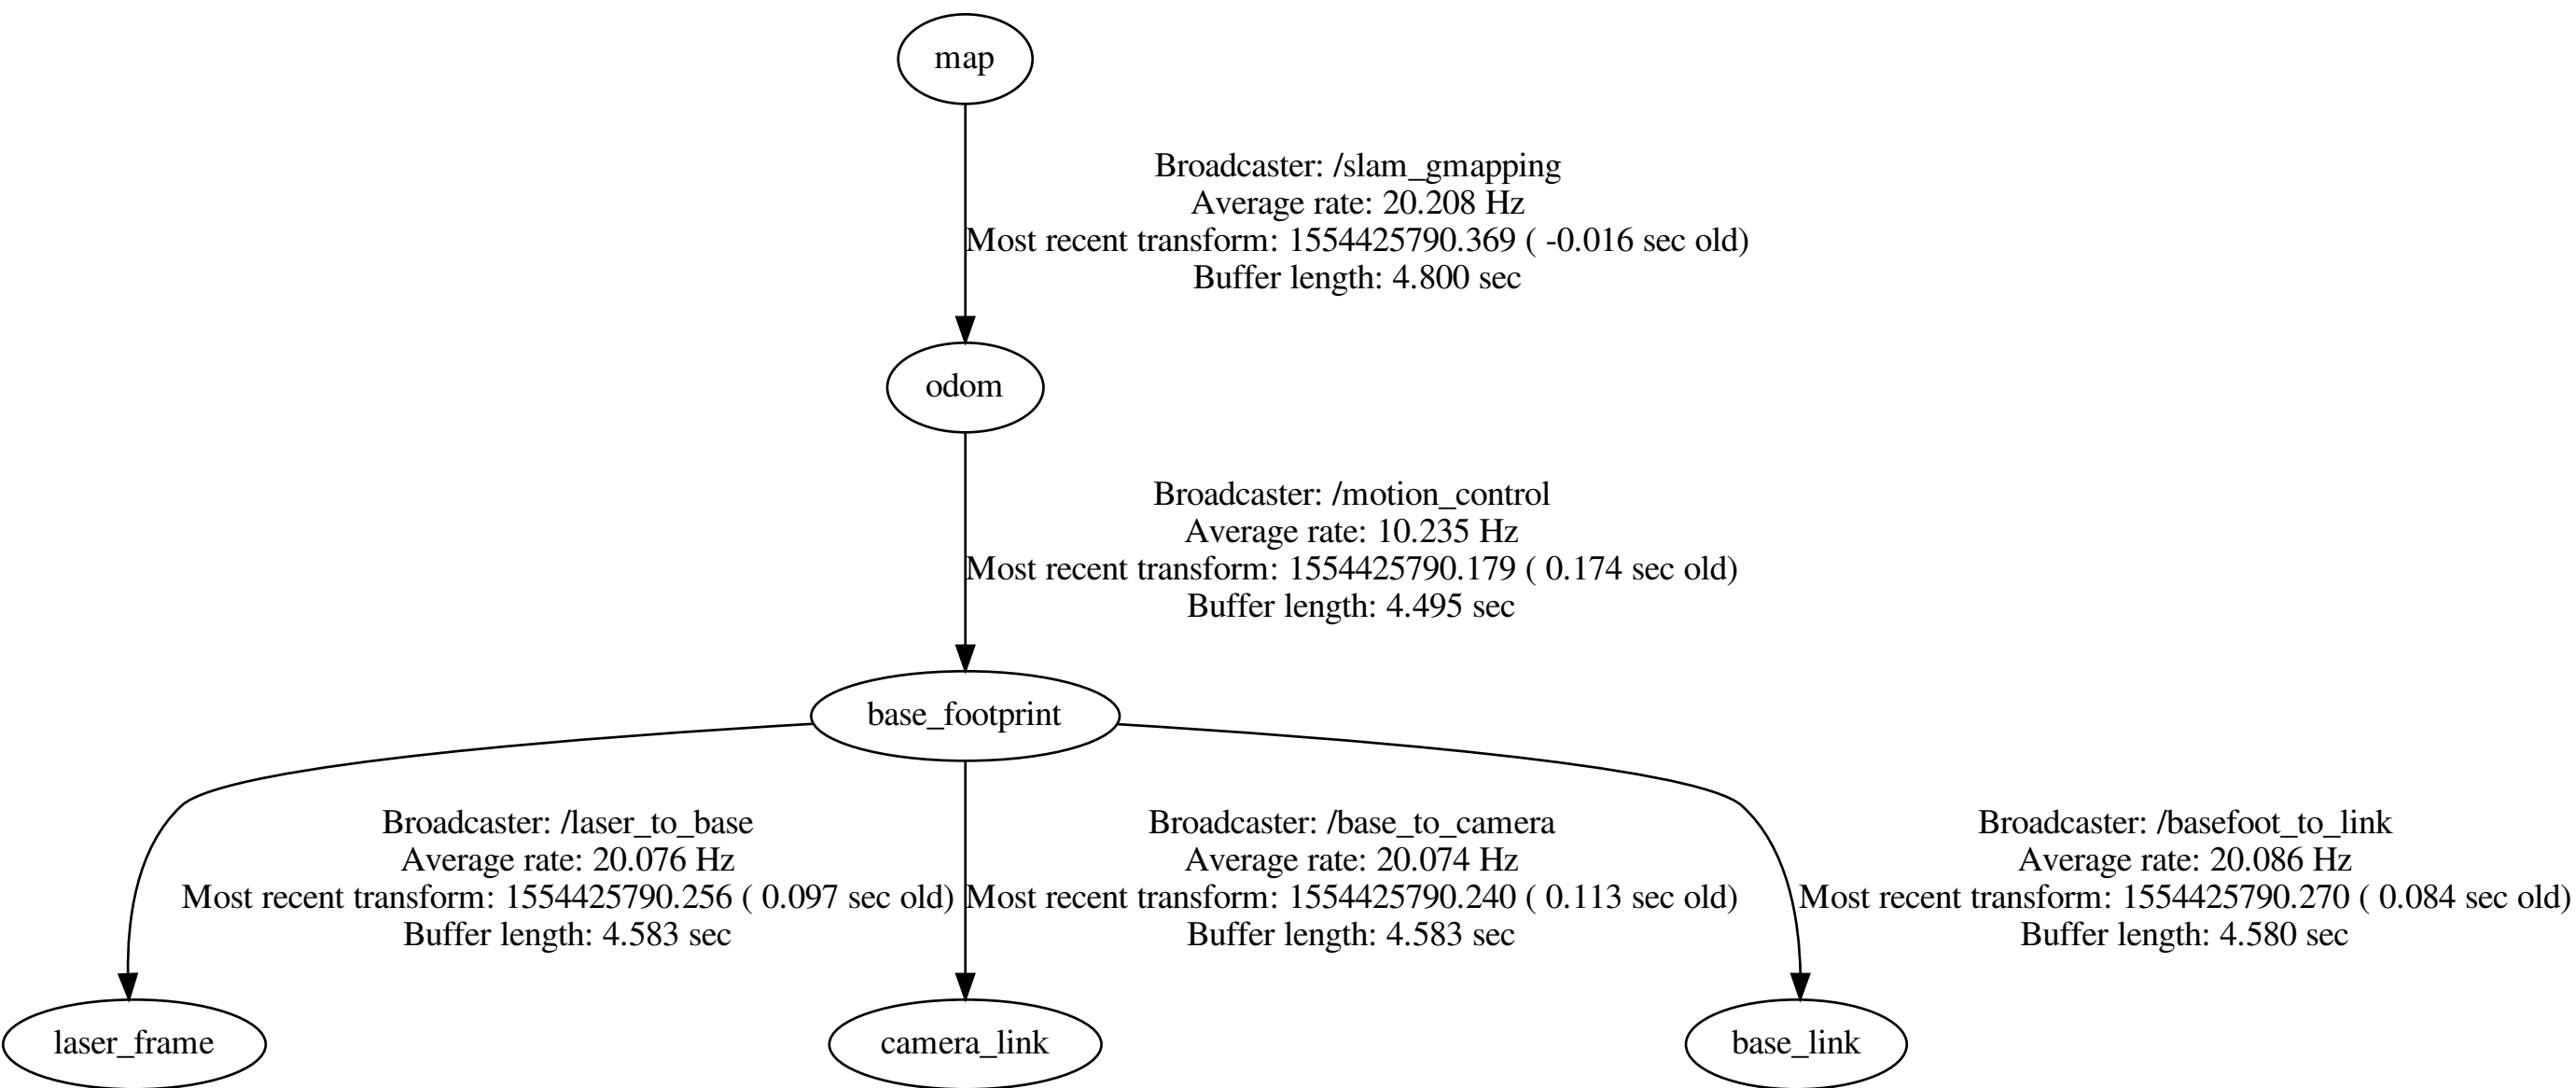 map
Broadcaster: /slam_gmapping
Average rate: 20.208 Hz
Most recent transform: 1554425790.369 ( -0.016 sec old)
Buffer length: 4.800 sec
odom
Broadcaster: /motion_control
Average rate: 10.235 Hz
Most recent transform: 1554425790.179 ( 0.174 sec old)
Buffer length: 4.495 sec
base_footprint
Broadcaster: /laser_to_base
Average rate: 20.076 Hz
Most recent transform: 1554425790.256 ( 0.097 sec old)
Buffer length: 4.583 sec
Broadcaster: /base_to_camera
Average rate: 20.074 Hz
Most recent transform: 1554425790.240 ( 0.113 sec old)
Buffer length: 4.583 sec
Broadcaster: /basefoot_to_link
Average rate: 20.086 Hz
Most recent transform: 1554425790.270 ( 0.084 sec old)
Buffer length: 4.580 sec
laser_frame
camera_link
base_link